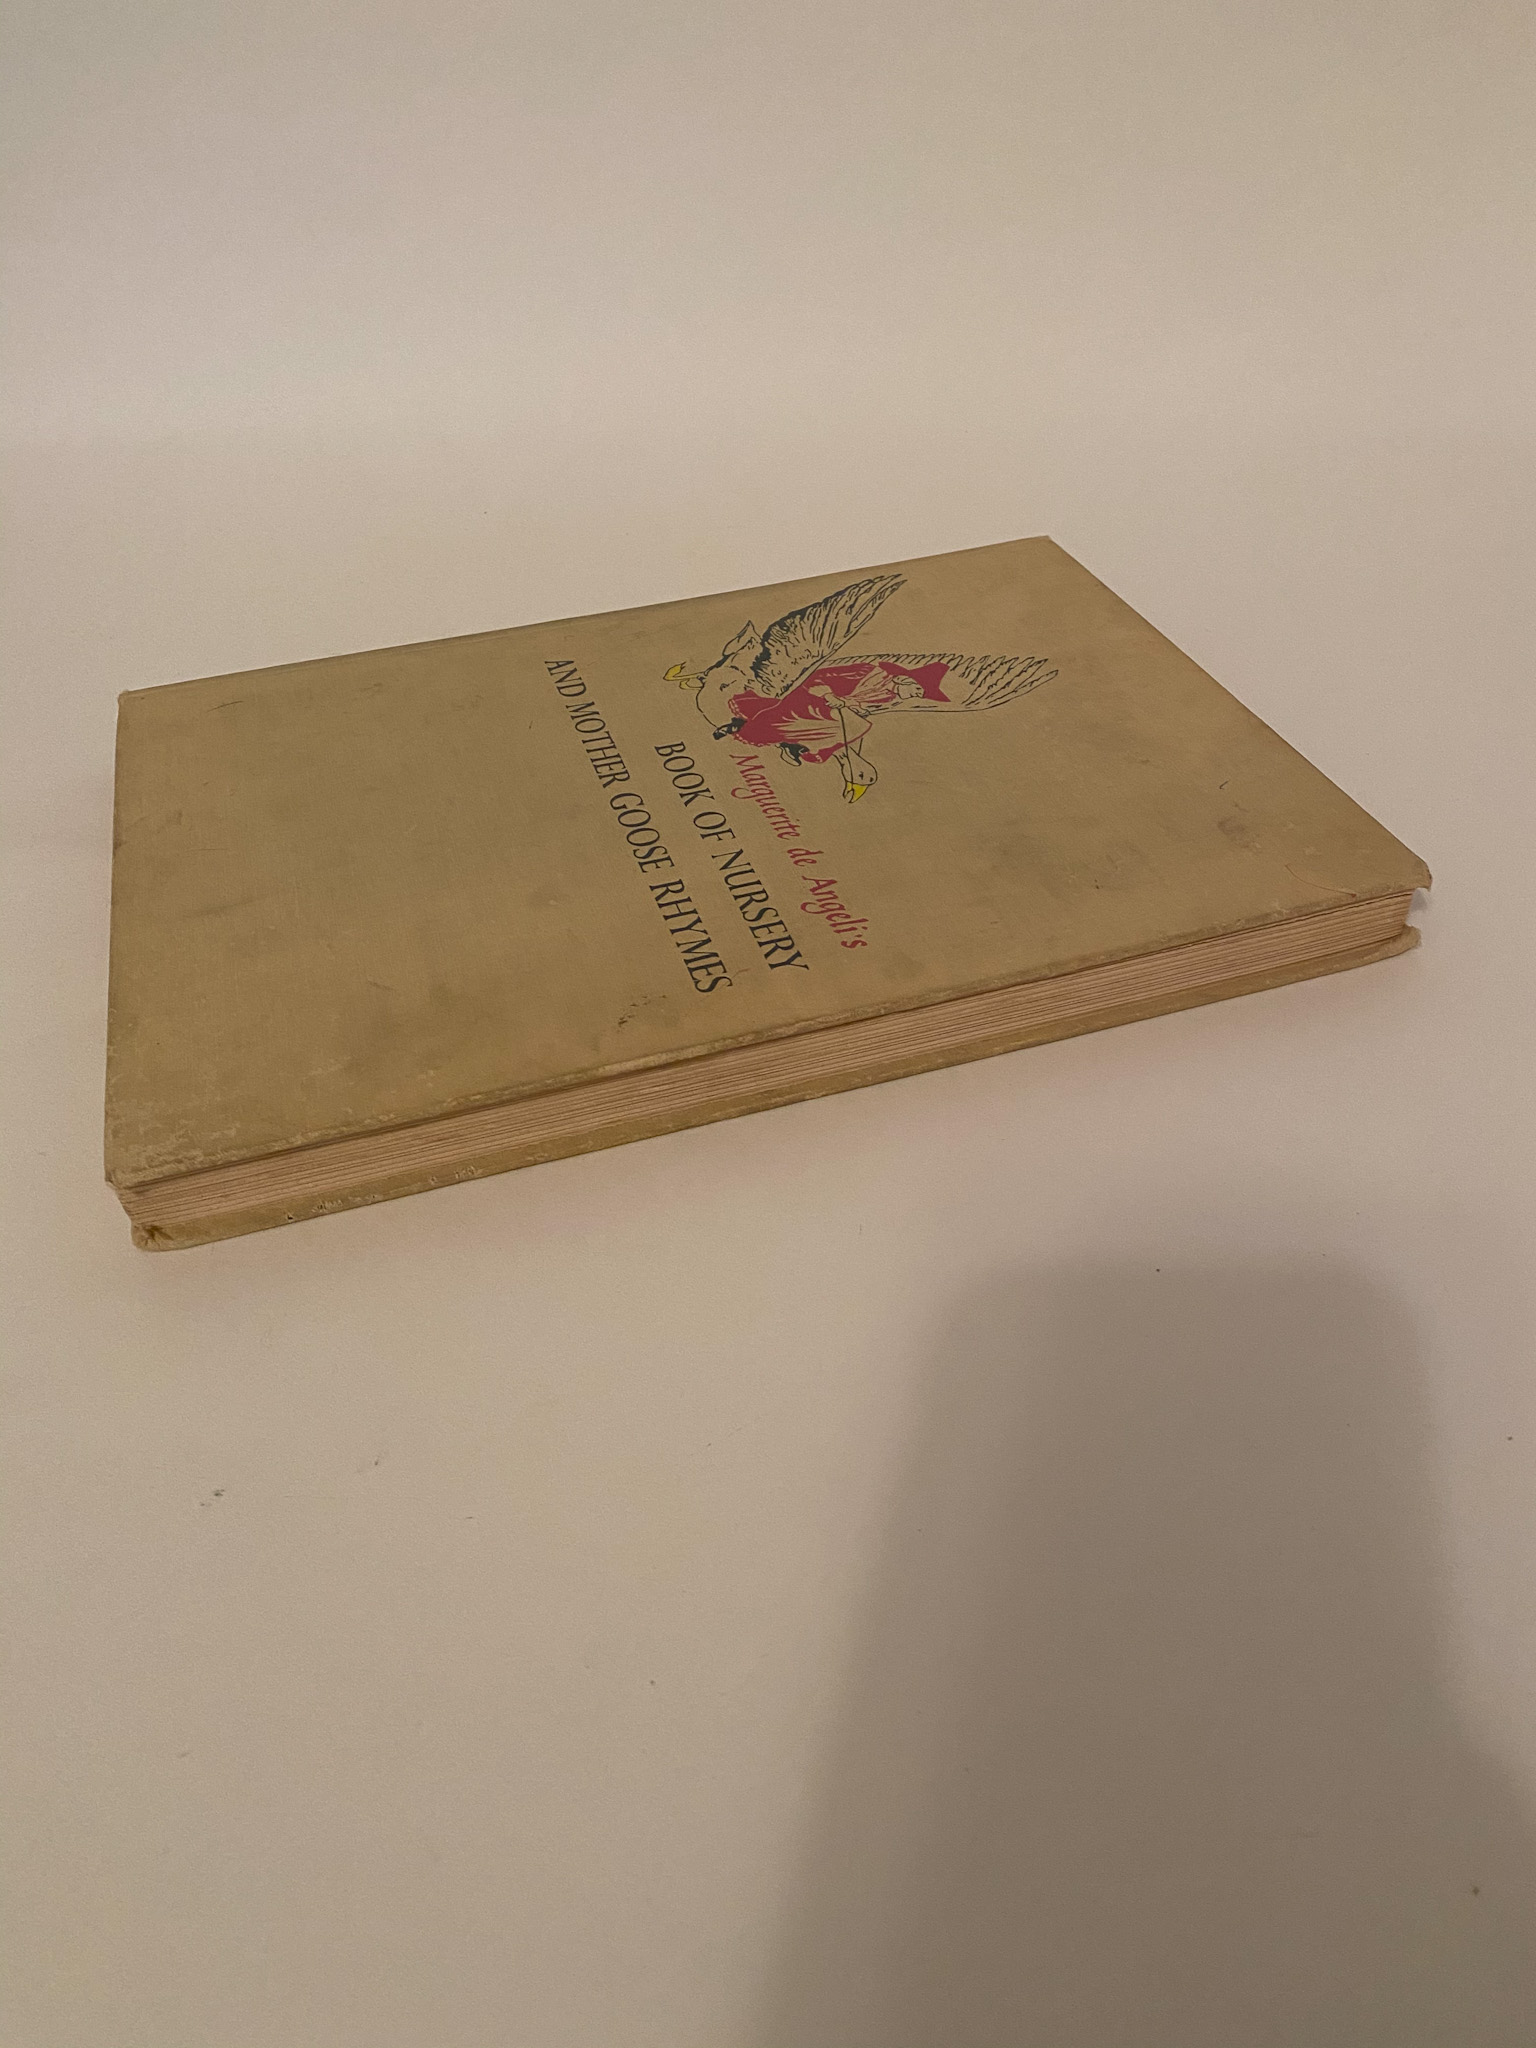 Marguerite de Angeli's
BOOK OF NURSERY
AND MOTHER GOOSE RHYMES